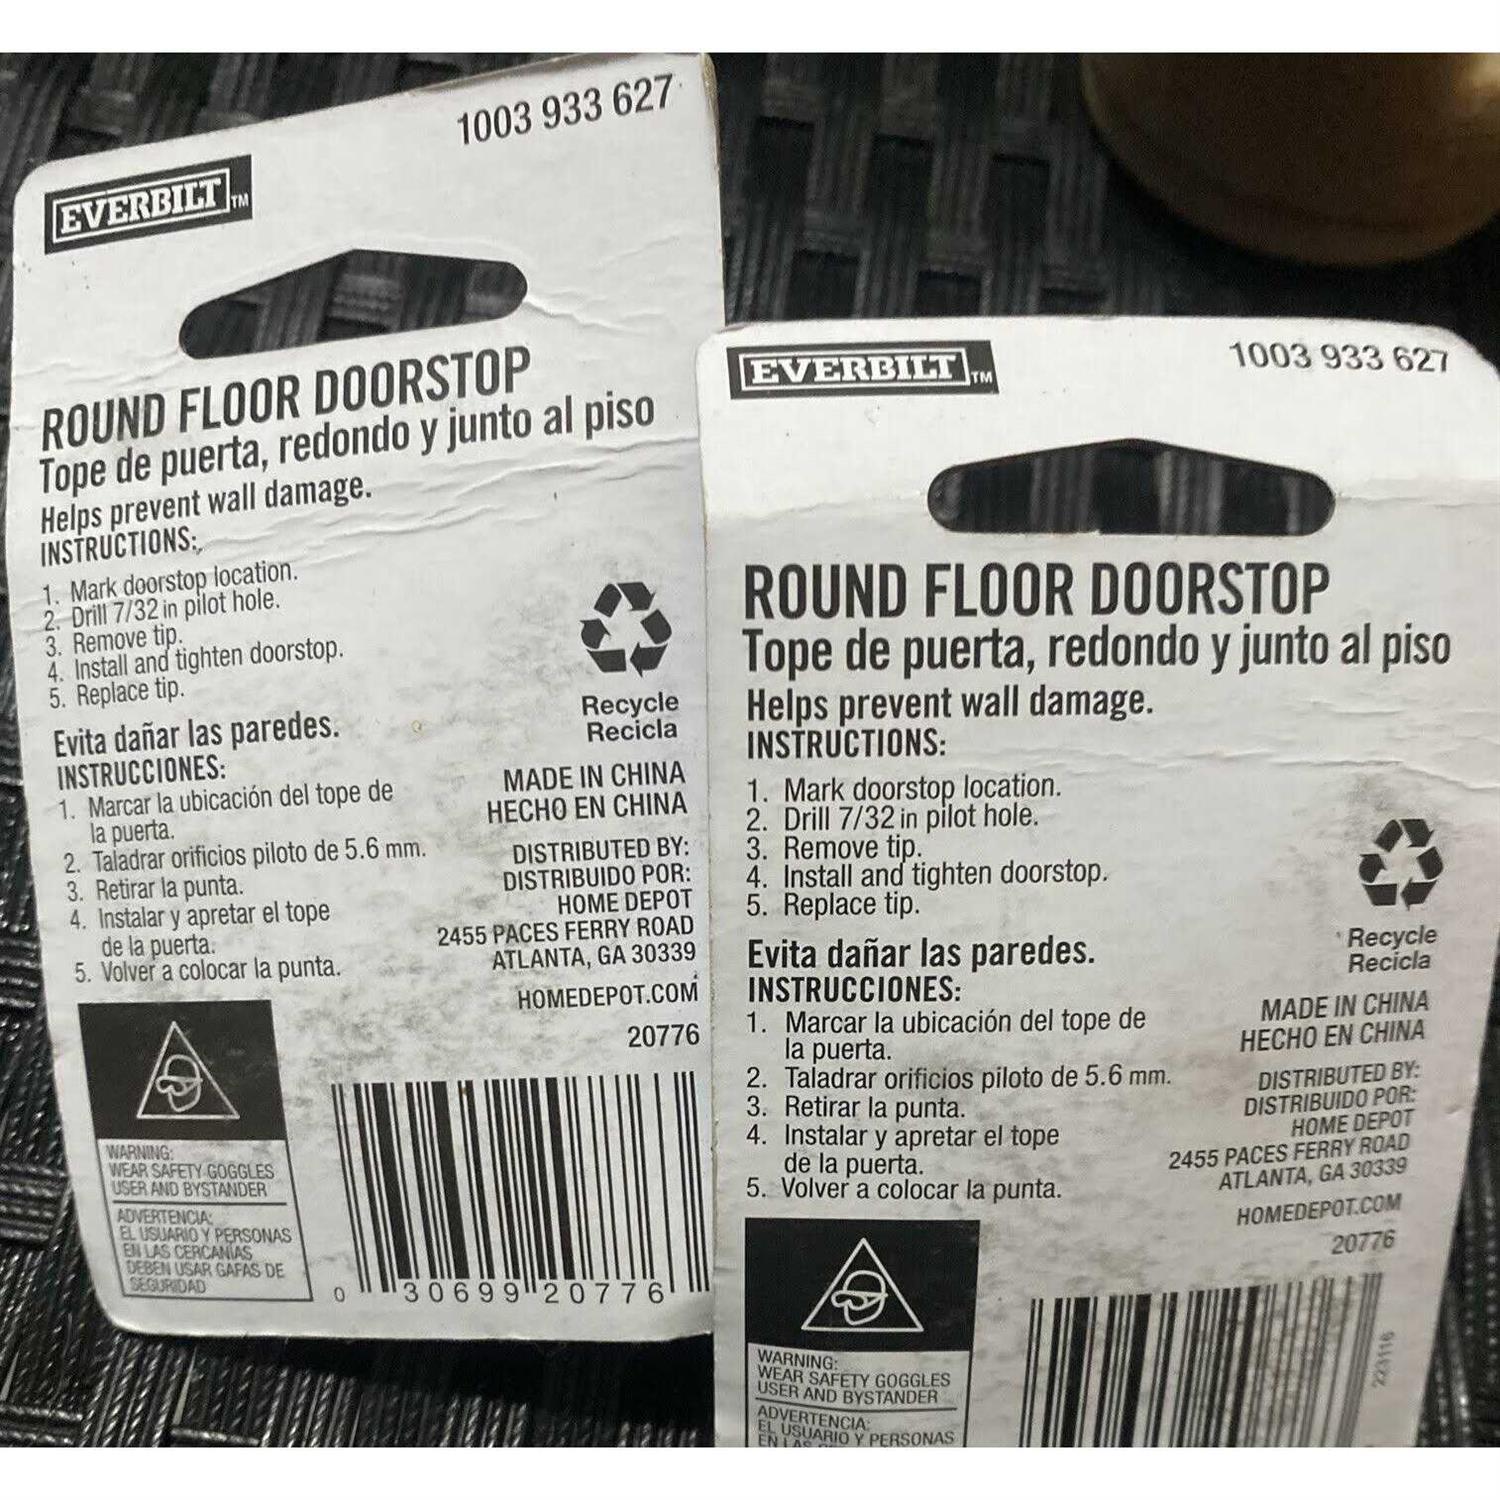 1003 933 627
EVERBILT TM
ROUND FLOOR DOORSTOP
Tope de puerta, redondo y junto al piso
Helps prevent wall damage.
INSTRUCTIONS:
1. Mark doorstop location.
2. Drill 7/32 in pilot hole.
3. Remove tip.
4. Install and tighten doorstop.
5. Replace tip.
Evita dañar las paredes.
INSTRUCCIONES:
1. Marcar la ubicación del tope de
la puerta.
2. Taladrar orificios piloto de 5.6 mm.
3. Retirar la punta.
4. Instalar y apretar el tope
de la puerta.
5. Volver a colocar la punta.
Recycle
Recicla
MADE IN CHINA
HECHO EN CHINA
DISTRIBUTED BY:
DISTRIBUIDO POR:
HOME DEPOT
2455 PACES FERRY ROAD
ATLANTA, GA 30339
HOMEDEPOT.COM
20776
WARNING:
WEAR SAFETY GOGGLES
USER AND BYSTANDER
ADVERTENCIA:
EL USUARIO Y PERSONAS
EN LAS CERCANÍAS
DEBEN USAR GAFAS DE
SEGURIDAD
0 30699 20776
EVERBILT TM
1003 933 627
ROUND FLOOR DOORSTOP
Tope de puerta, redondo y junto al piso
Helps prevent wall damage.
INSTRUCTIONS:
1. Mark doorstop location.
2. Drill 7/32 in pilot hole.
3. Remove tip.
4. Install and tighten doorstop.
5. Replace tip.
Evita dañar las paredes.
INSTRUCCIONES:
1. Marcar la ubicación del tope de
la puerta.
2. Taladrar orificios piloto de 5.6 mm.
3. Retirar la punta.
4. Instalar y apretar el tope
de la puerta.
5. Volver a colocar la punta.
Recycle
Recicla
MADE IN CHINA
HECHO EN CHINA
DISTRIBUTED BY:
DISTRIBUIDO POR:
HOME DEPOT
2455 PACES FERRY ROAD
ATLANTA, GA 30339
HOMEDEPOT.COM
20776
WARNING:
WEAR SAFETY GOGGLES
USER AND BYSTANDER
ADVERTENCIA:
EL USUARIO Y PERSONAS
EN LAS
223116